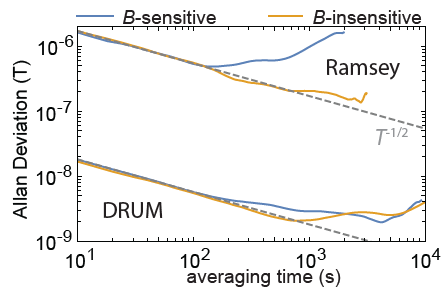 B-sensitive B-insensitive
10^-6
Ramsey
10^-7
T^-1/2
Allan Deviation (T)
10^-8
DRUM
10^-9
10^1 10^2 10^3 10^4
averaging time (s)